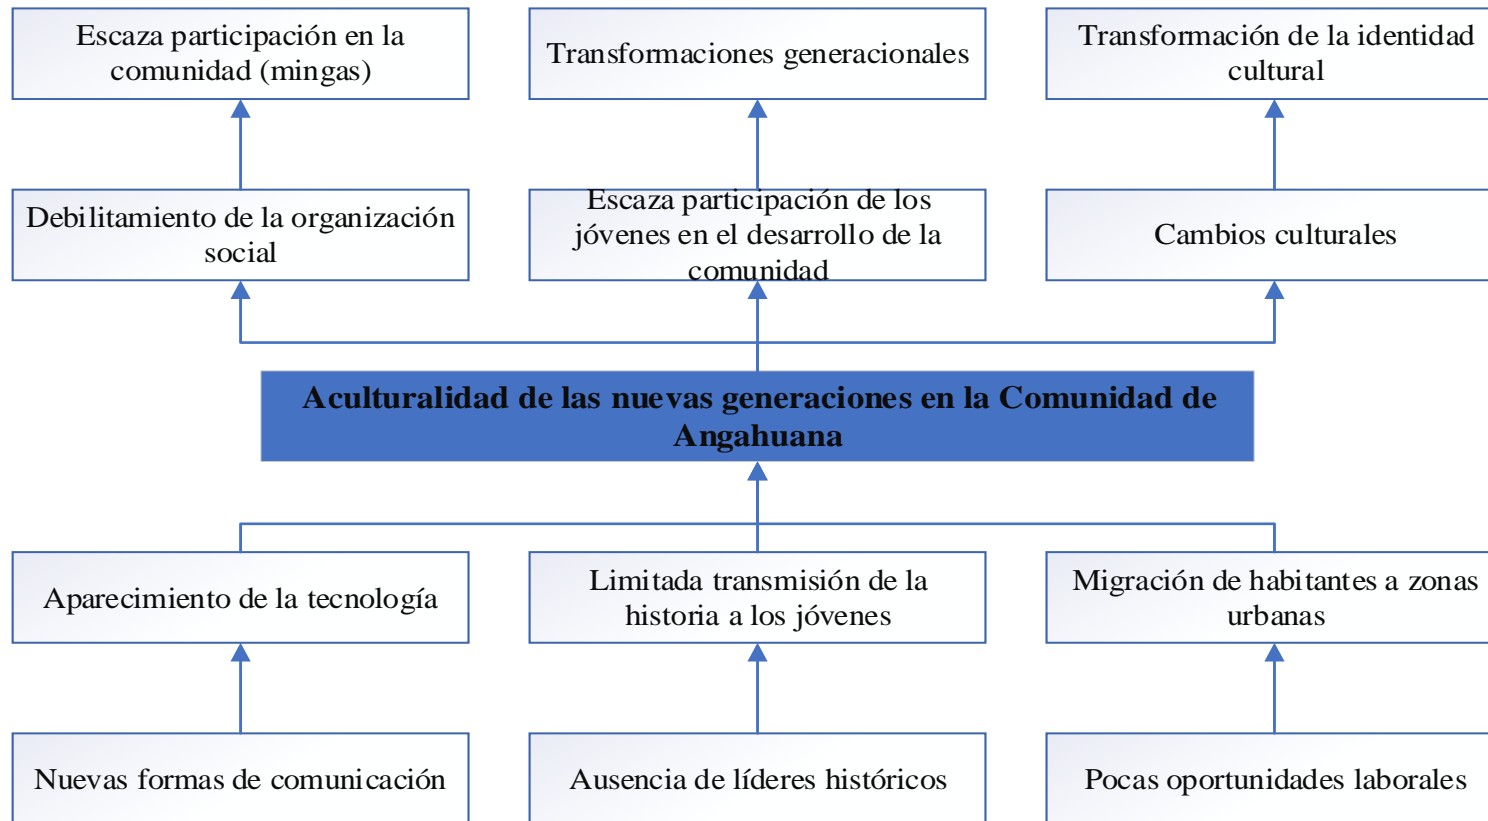 Escaza participación en la
comunidad (mingas)
Transformaciones generacionales
Transformación de la identidad
cultural
Debilitamiento de la organización
social
Escaza participación de los
jóvenes en el desarrollo de la
comunidad
Cambios culturales
Aculturalidad de las nuevas generaciones en la Comunidad de
Angahuana
Aparecimiento de la tecnología
Limitada transmisión de la
historia a los jóvenes
Migración de habitantes a zonas
urbanas
Nuevas formas de comunicación
Ausencia de líderes históricos
Pocas oportunidades laborales